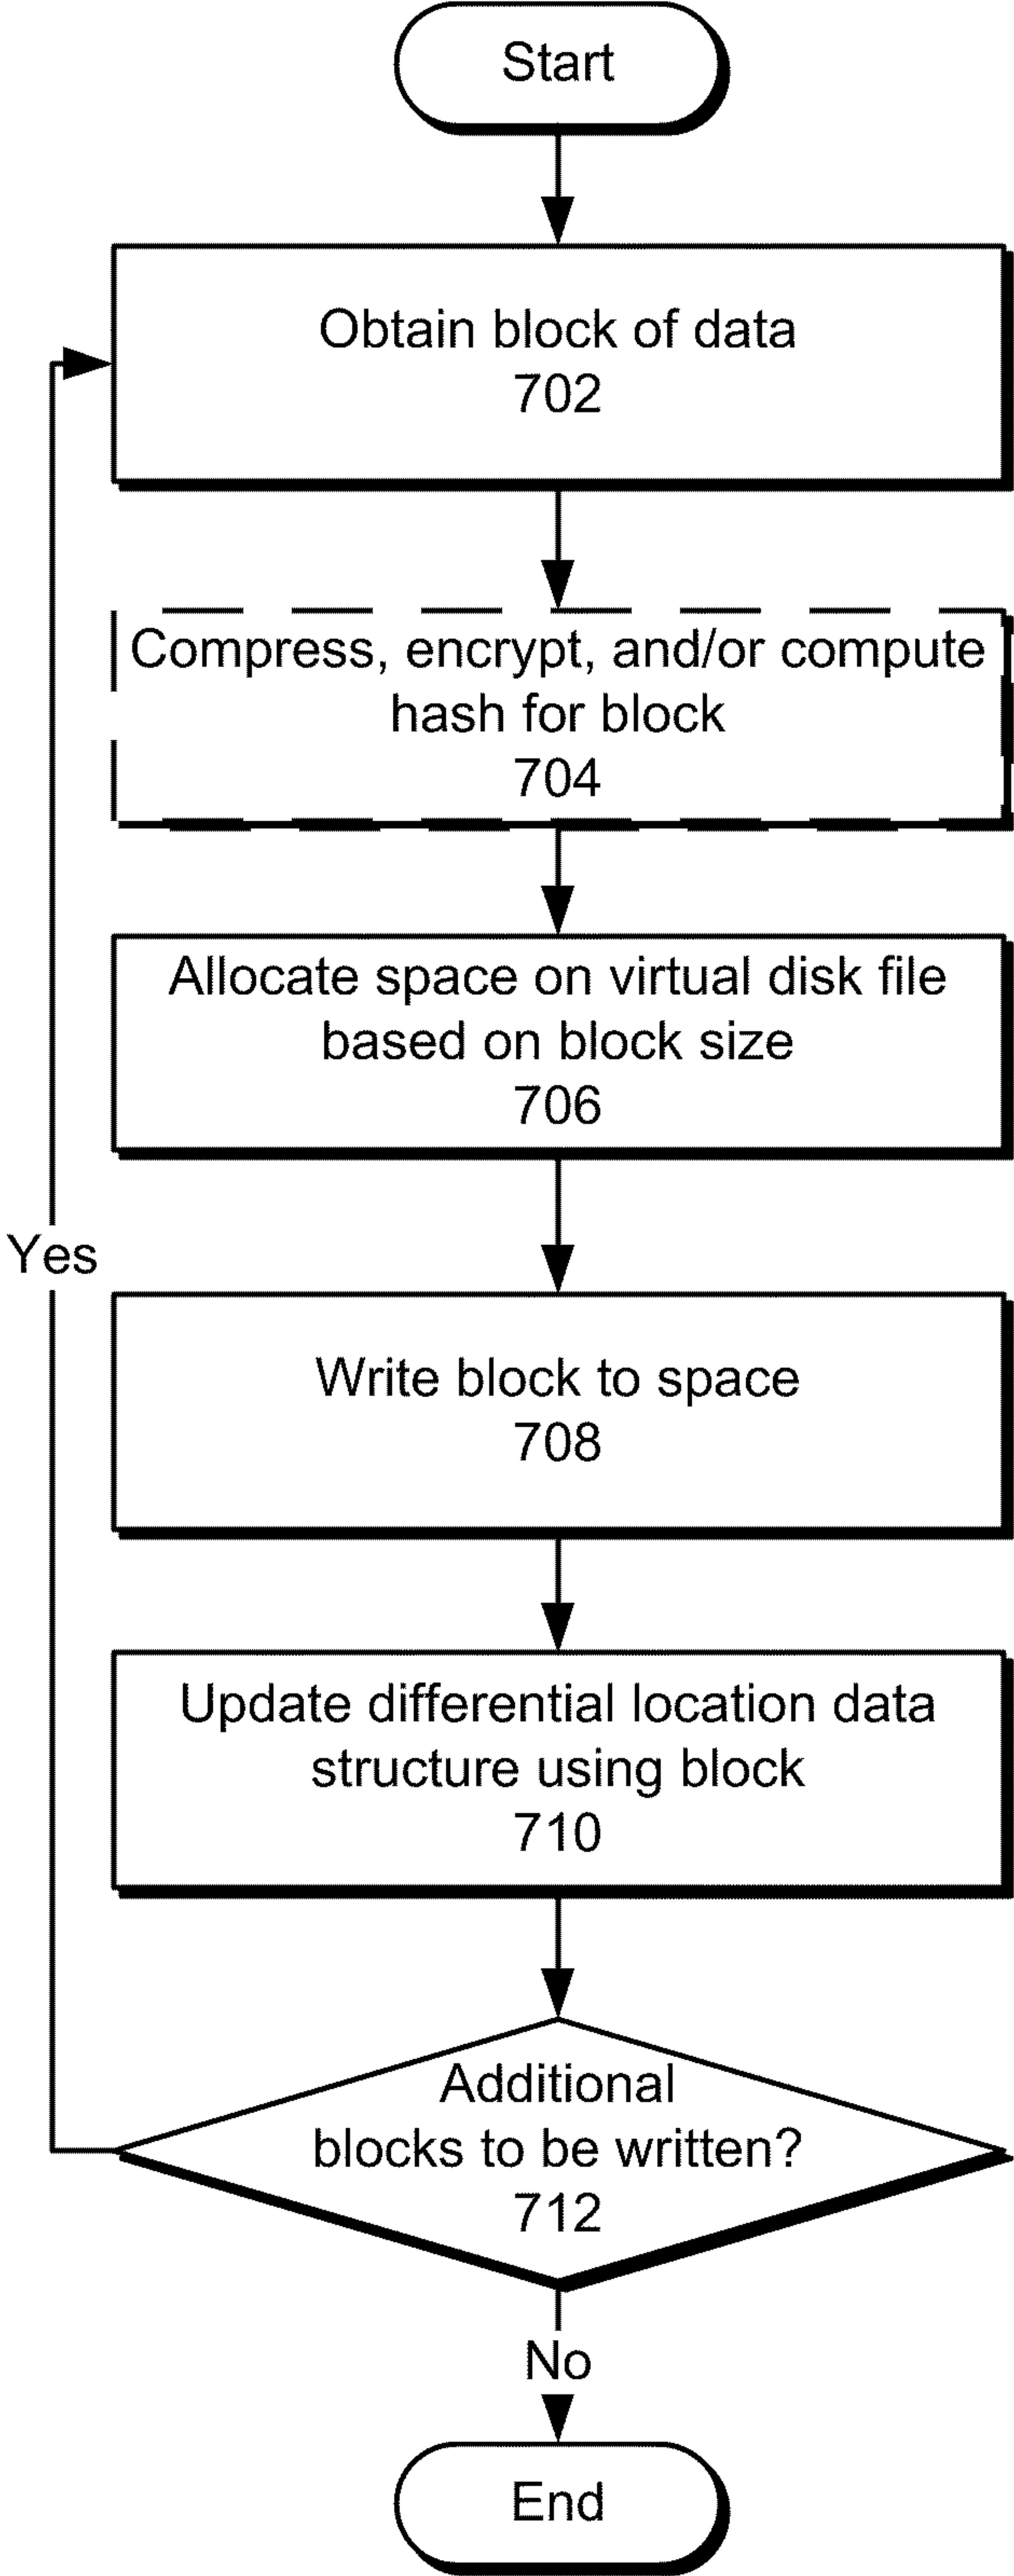 Start
Obtain block of data
702
Compress, encrypt, and/or compute
hash for block
704
Allocate space on virtual disk file
based on block size
706
Yes
Write block to space
708
Update differential location data
structure using block
710
Additional
blocks to be written?
712
No
End